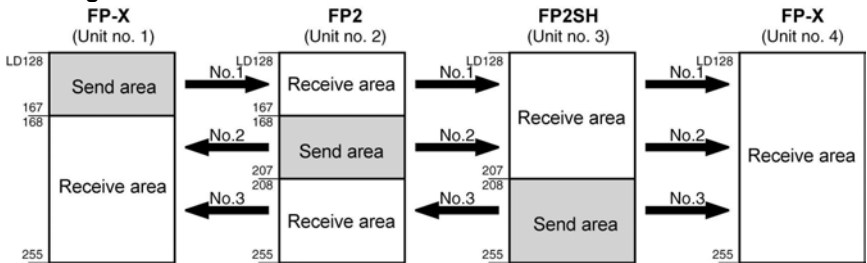 FP-X FP2 FP2SH FP-X
(Unit no. 1) (Unit no. 2) (Unit no. 3) (Unit no. 4)
LD128 LD128 LD128 LD128
Send area No.1 Receive area No.1 No.1
167 167
168 168
Receive area
No.2 Send area No.2 No.2
Receive area Receive area
207 207
208 208
No.3 Receive area No.3 Send area No.3
255 255 255 255